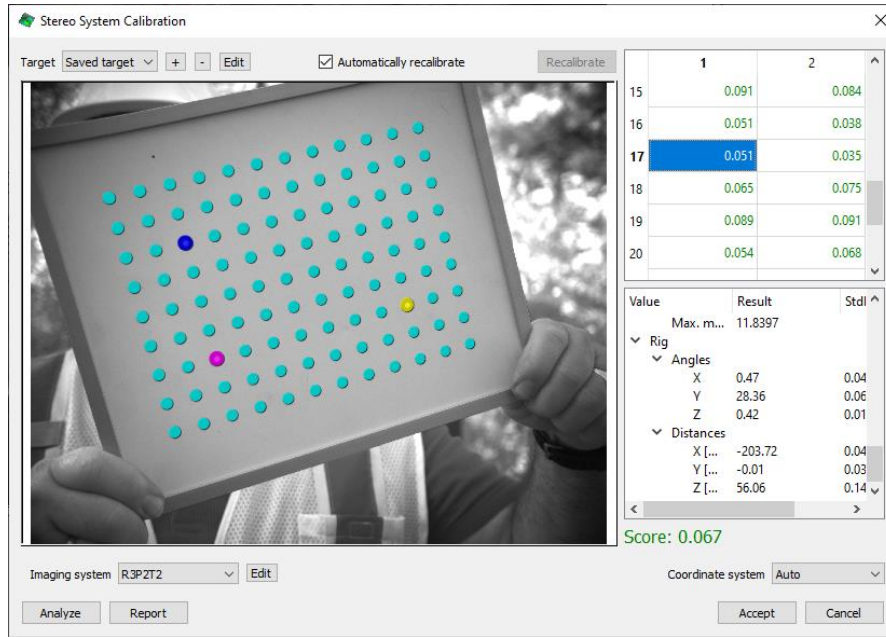 Stereo System Calibration
Target Saved target + - Edit Automatically recalibrate Recalibrate
1 2
15 0.091 0.084
16 0.051 0.038
17 0.051 0.035
18 0.065 0.075
19 0.089 0.091
20 0.054 0.068
Value Result Std
Max. m... 11.8397
Rig
Angles
X 0.47 0.04
Y 28.36 0.06
Z 0.42 0.01
Distances
X [... -203.72 0.04
Y [... -0.01 0.03
Z [... 56.06 0.14
Score: 0.067
Imaging system R3P2T2 Edit Coordinate system Auto
Analyze Report Accept Cancel